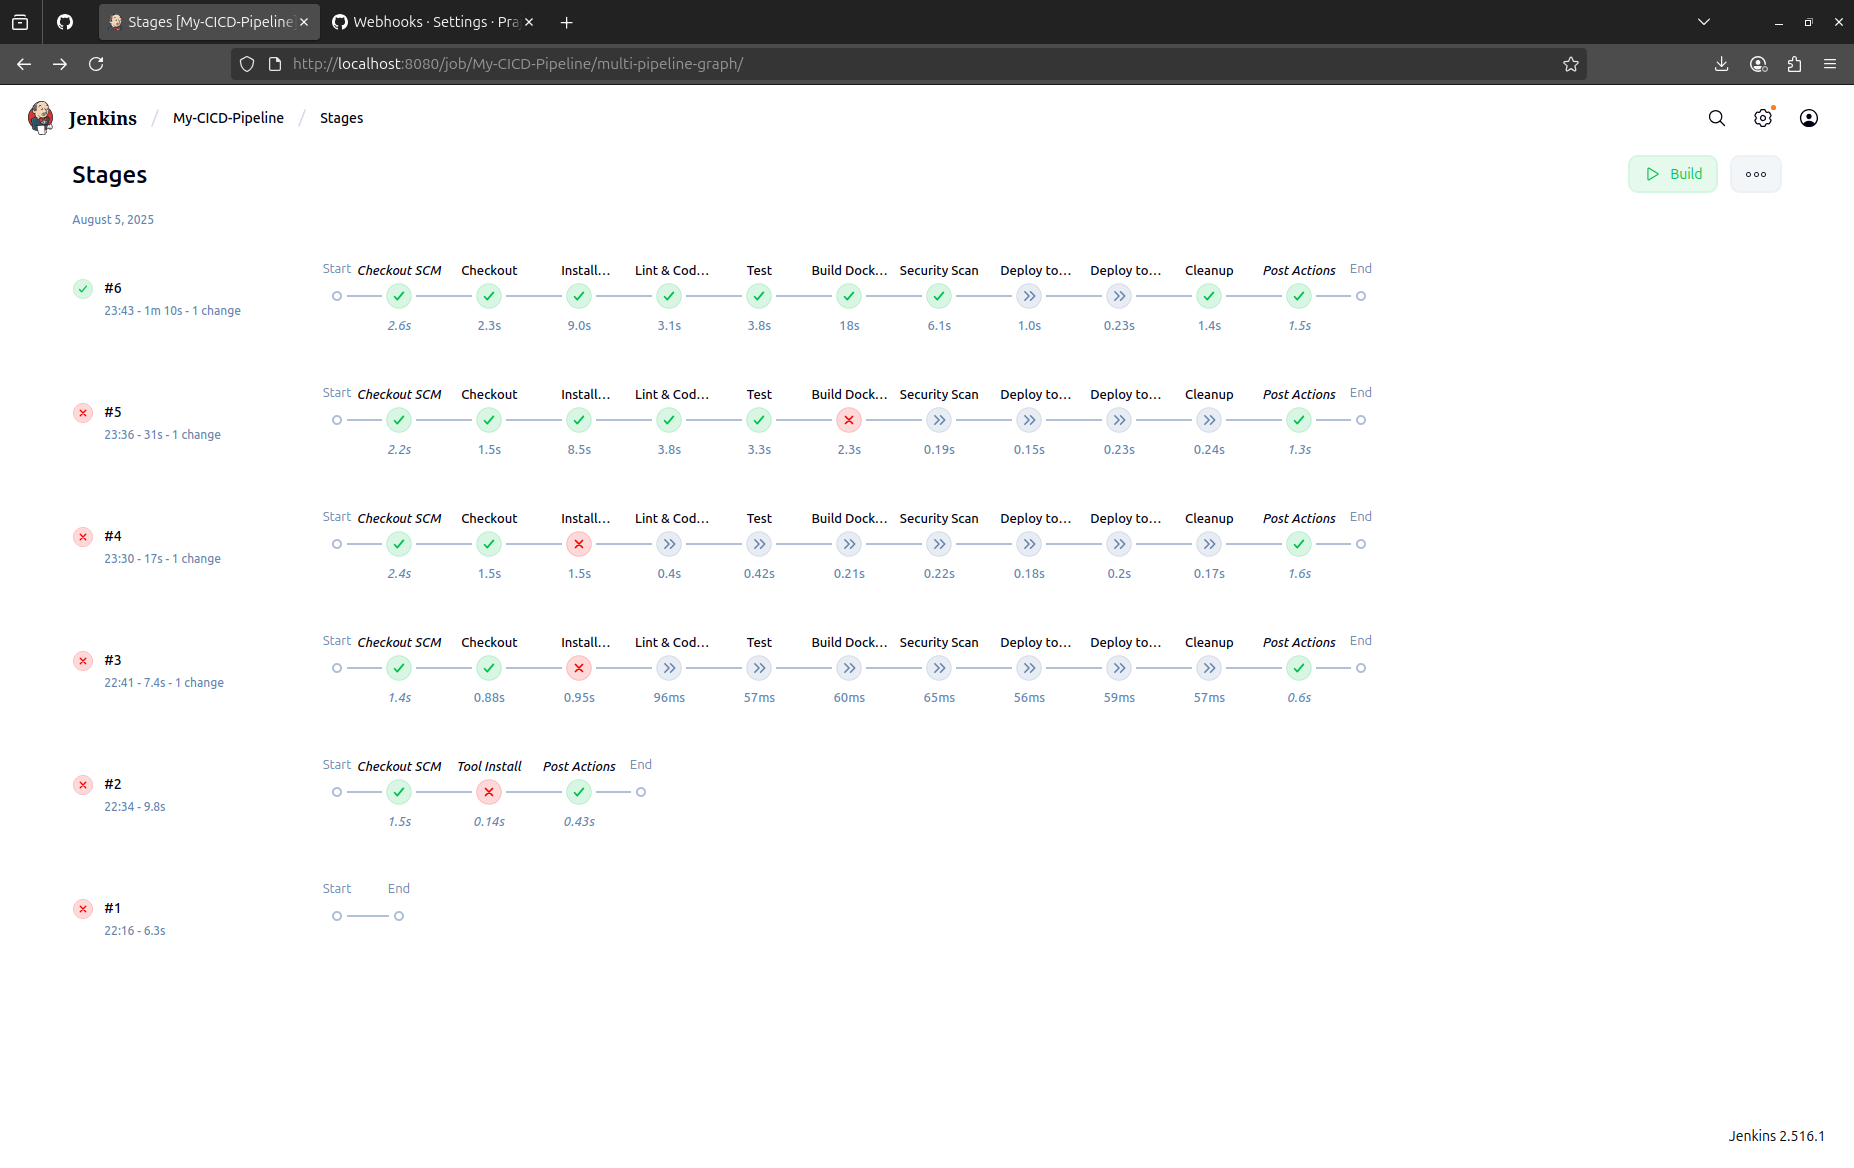 Stages [My-CICD-Pipeline
Webhooks · Settings · Pra
http://localhost:8080/job/My-CICD-Pipeline/multi-pipeline-graph/
Jenkins / My-CICD-Pipeline / Stages
Stages
Build
August 5, 2025
Start Checkout SCM Checkout Install... Lint & Cod... Test Build Dock... Security Scan Deploy to... Deploy to... Cleanup Post Actions End
#6
23:43 - 1m 10s - 1 change
2.6s 2.3s 9.0s 3.1s 3.8s 18s 6.1s 1.0s 0.23s 1.4s 1.5s
Start Checkout SCM Checkout Install... Lint & Cod... Test Build Dock... Security Scan Deploy to... Deploy to... Cleanup Post Actions End
#5
23:36 - 31s - 1 change
2.2s 1.5s 8.5s 3.8s 3.3s 2.3s 0.19s 0.15s 0.23s 0.24s 1.3s
Start Checkout SCM Checkout Install... Lint & Cod... Test Build Dock... Security Scan Deploy to... Deploy to... Cleanup Post Actions End
#4
23:30 - 17s - 1 change
2.4s 1.5s 1.5s 0.4s 0.42s 0.21s 0.22s 0.18s 0.2s 0.17s 1.6s
Start Checkout SCM Checkout Install... Lint & Cod... Test Build Dock... Security Scan Deploy to... Deploy to... Cleanup Post Actions End
#3
22:41 - 7.4s - 1 change
1.4s 0.88s 0.95s 96ms 57ms 60ms 65ms 56ms 59ms 57ms 0.6s
Start Checkout SCM Tool Install Post Actions End
#2
22:34 - 9.8s
1.5s 0.14s 0.43s
Start End
#1
22:16 - 6.3s
Jenkins 2.516.1